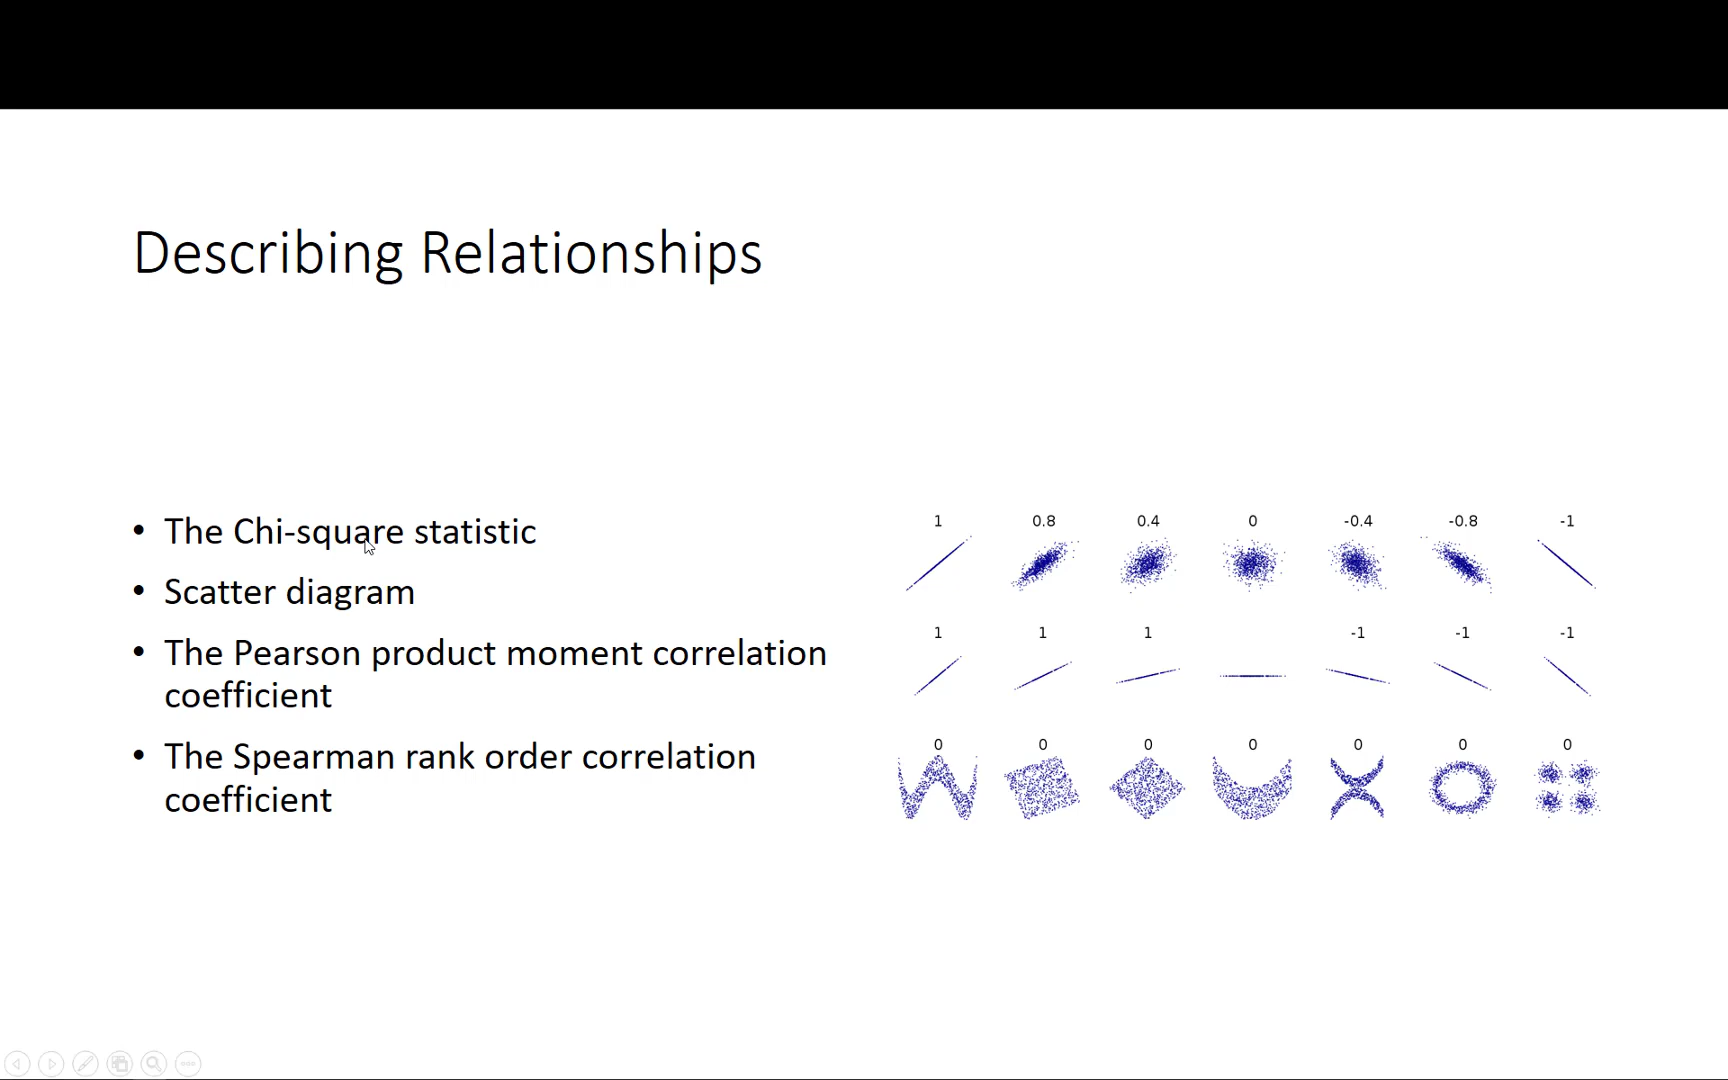 Describing Relationships
• The Chi-square statistic
• Scatter diagram
• The Pearson product moment correlation
coefficient
• The Spearman rank order correlation
coefficient
1 0.8 0.4 0 -0.4 -0.8 -1
1 1 1 -1 -1 -1
0 0 0 0 0 0 0